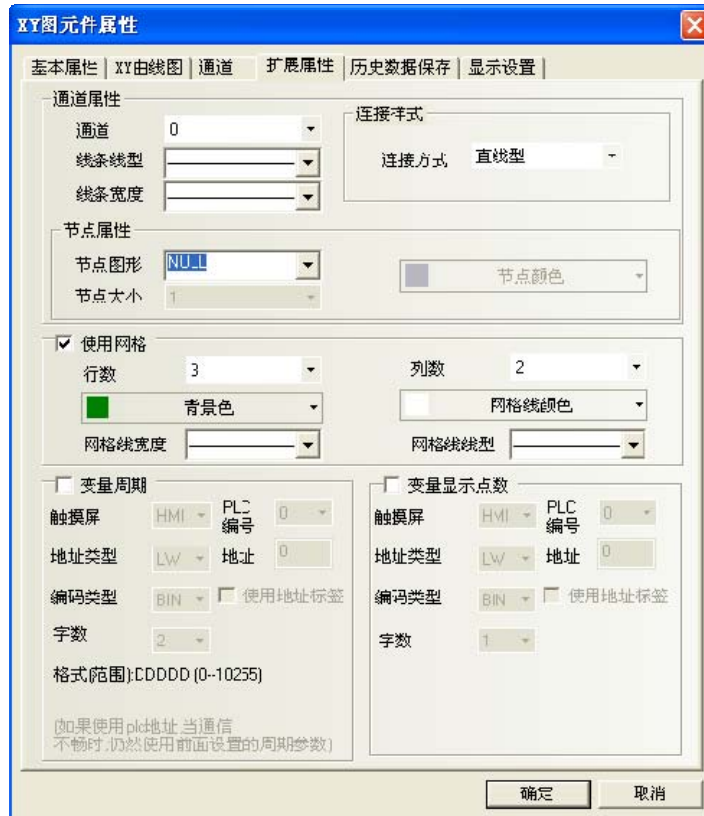 XY图元件属性
基本属性 XY曲线图 通道 扩展属性 历史数据保存 显示设置
通道属性
通道 0
线条线型
线条宽度
连接样式
连接方式 直线型
节点属性
节点图形 NULL
节点大小 1
节点颜色
使用网格
行数 3 列数 2
背景色 网格线颜色
网格线宽度 网格线线型
变量周期
触摸屏 HMI PLC编号 0
地址类型 LW 地址 0
编码类型 BIN 使用地址标签
字数 2
格式(范围):DDDDD (0--10255)
(如果使用plc地址,当通信
不畅时,仍然使用前面设置的周期参数)
变量显示点数
触摸屏 HMI PLC编号 0
地址类型 LW 地址 0
编码类型 BIN 使用地址标签
字数 1
确定 取消